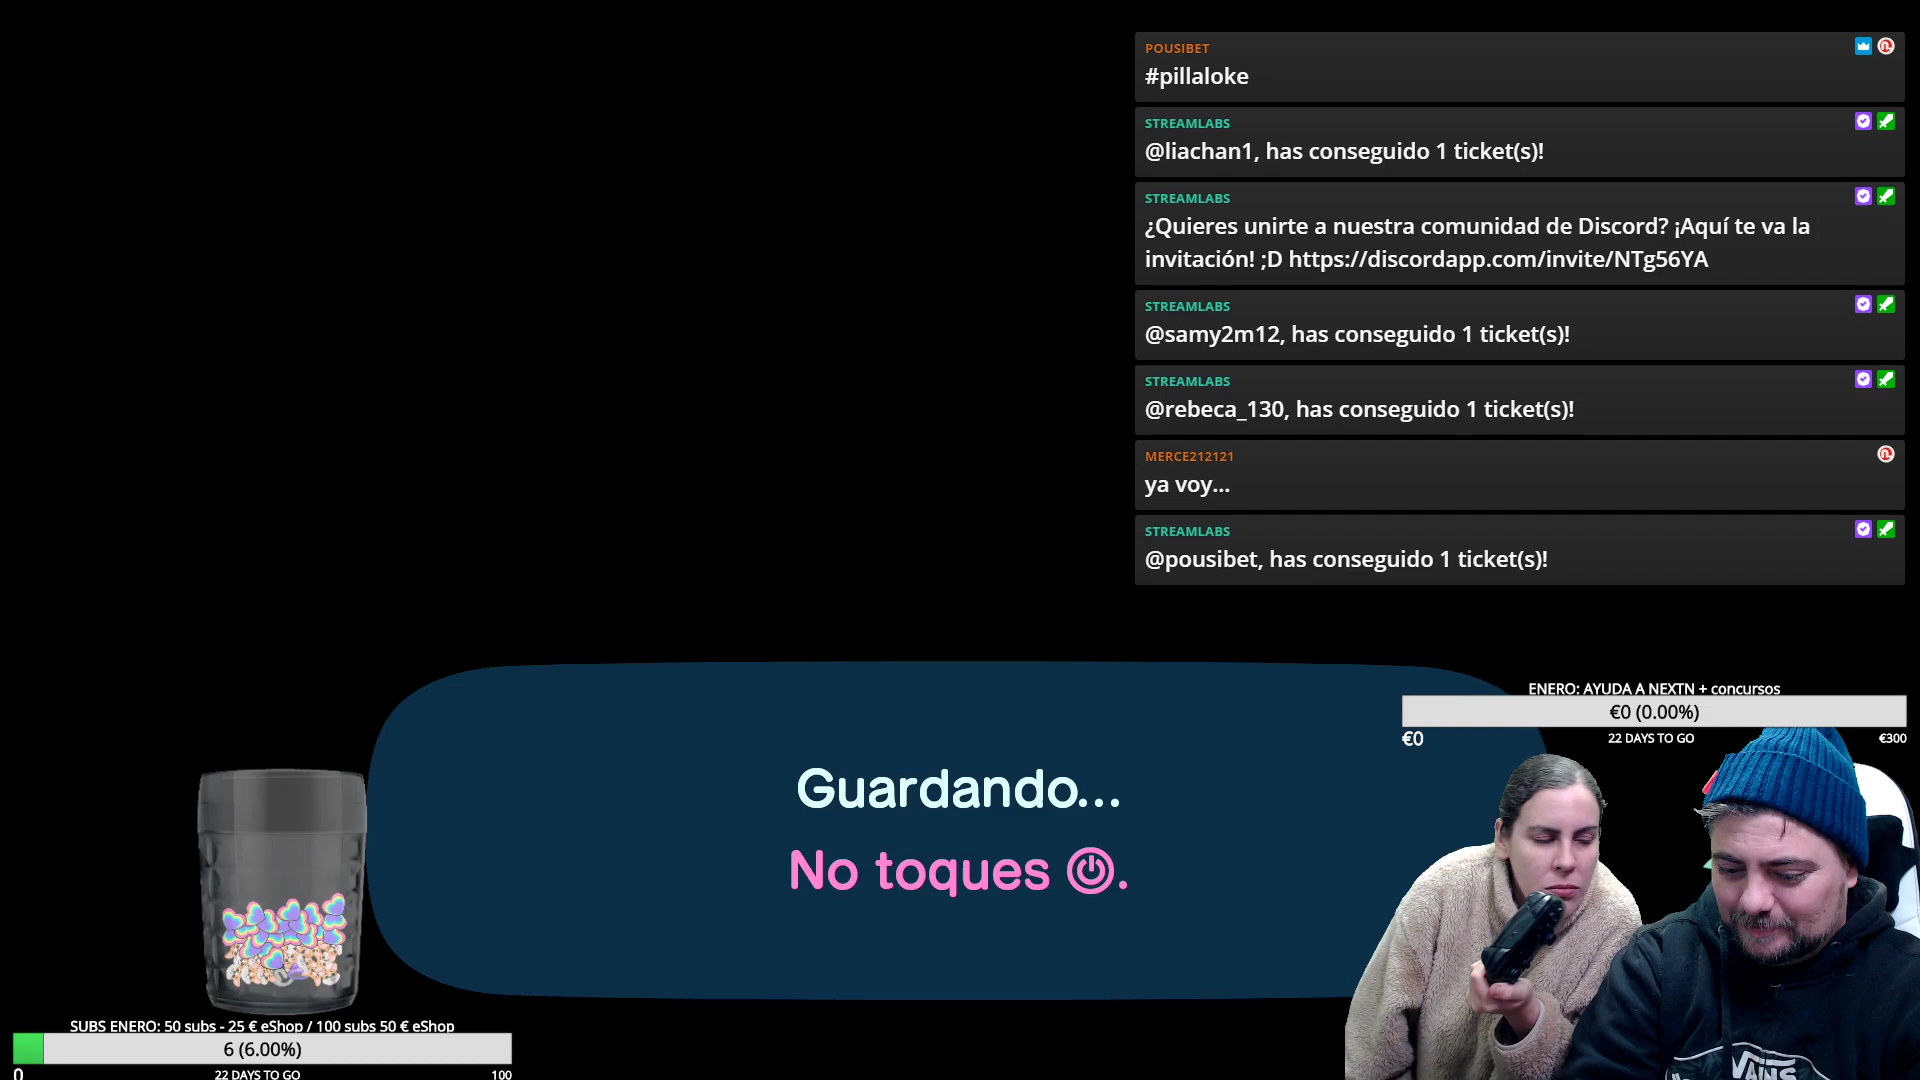 POUSIBET
#pillaloke
STREAMLABS
@liachan1, has conseguido 1 ticket(s)!
STREAMLABS
¿Quieres unirte a nuestra comunidad de Discord? ¡Aquí te va la
invitación! ;D https://discordapp.com/invite/NTg56YA
STREAMLABS
@samy2m12, has conseguido 1 ticket(s)!
STREAMLABS
@rebeca_130, has conseguido 1 ticket(s)!
MERCE212121
ya voy...
STREAMLABS
@pousibet, has conseguido 1 ticket(s)!
ENERO: AYUDA A NEXTN + concursos
€0 (0.00%)
€0 22 DAYS TO GO €300
Guardando...
No toques ⏻.
SUBS ENERO: 50 subs - 25 € eShop / 100 subs 50 € eShop
6 (6.00%)
0 22 DAYS TO GO 100
VANS